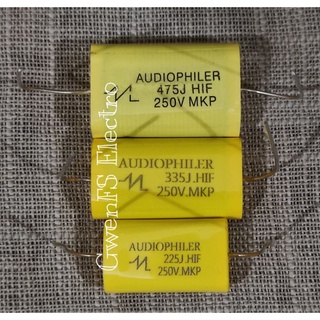 AUDIOPHILER
475J HIF
250V MKP
AUDIOPHILER
335J.HIF
250V.MKP
AUDIOPHILER
225J.HIF
250V.MKP
GwenFS Electro